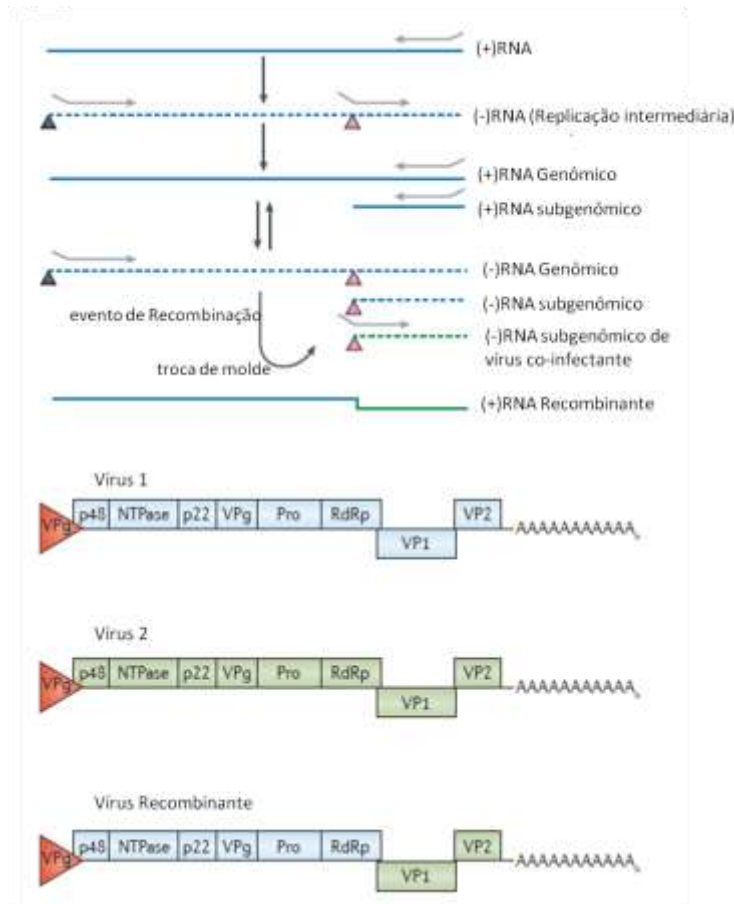 (+)RNA
(-)RNA (Replicação intermediária)
(+)RNA Genômico
(+)RNA subgenômico
(-)RNA Genômico
(-)RNA subgenômico
evento de Recombinação
(-)RNA subgenômico de
vírus co-infectante
troca de molde
(+)RNA Recombinante
Vírus 1
VPg p48 NTPase p22 VPg Pro RdRp VP2
VP1
AAAAAAAAAAAn
Vírus 2
VPg p48 NTPase p22 VPg Pro RdRp VP2
VP1
AAAAAAAAAAAn
Vírus Recombinante
VPg p48 NTPase p22 VPg Pro RdRp VP2
VP1
AAAAAAAAAAAn